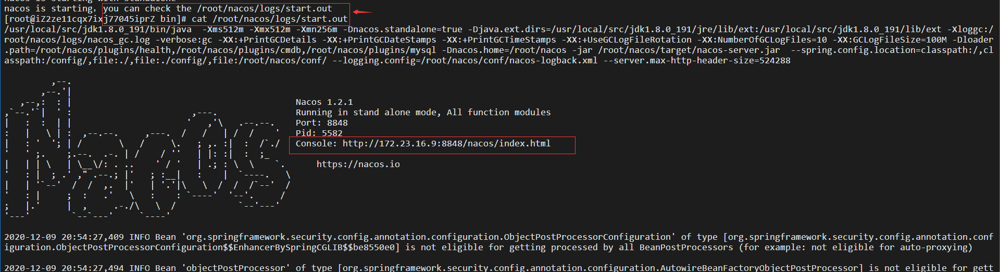 nacos is starting with standalone
nacos is starting, you can check the /root/nacos/logs/start.out
[root@iZ2ze11cqx7ixj77045iprZ bin]# cat /root/nacos/logs/start.out
/usr/local/src/jdk1.8.0_191/bin/java  -Xms512m -Xmx512m -Xmn256m -Dnacos.standalone=true -Djava.ext.dirs=/usr/local/src/jdk1.8.0_191/jre/lib/ext:/usr/local/src/jdk1.8.0_191/lib/ext -Xloggc:/
root/nacos/logs/nacos_gc.log -verbose:gc -XX:+PrintGCDetails -XX:+PrintGCDateStamps -XX:+PrintGCTimeStamps -XX:+UseGCLogFileRotation -XX:NumberOfGCLogFiles=10 -XX:GCLogFileSize=100M -Dloader
.path=/root/nacos/plugins/health,/root/nacos/plugins/cmdb,/root/nacos/plugins/mysql -Dnacos.home=/root/nacos -jar /root/nacos/target/nacos-server.jar  --spring.config.location=classpath:/,cl
asspath:/config/,file:./,file:./config/,file:/root/nacos/conf/ --logging.config=/root/nacos/conf/nacos-logback.xml --server.max-http-header-size=524288
Nacos
Nacos 1.2.1
Running in stand alone mode, All function modules
Port: 8848
Pid: 5582
Console: http://172.23.16.9:8848/nacos/index.html
https://nacos.io
2020-12-09 20:54:27,409 INFO Bean 'org.springframework.security.config.annotation.configuration.ObjectPostProcessorConfiguration' of type [org.springframework.security.config.annotation.conf
iguration.ObjectPostProcessorConfiguration$$EnhancerBySpringCGLIB$$be8550e0] is not eligible for getting processed by all BeanPostProcessors (for example: not eligible for auto-proxying)
2020-12-09 20:54:27,494 INFO Bean 'objectPostProcessor' of type [org.springframework.security.config.annotation.configuration.AutowireBeanFactoryObjectPostProcessor] is not eligible for gett